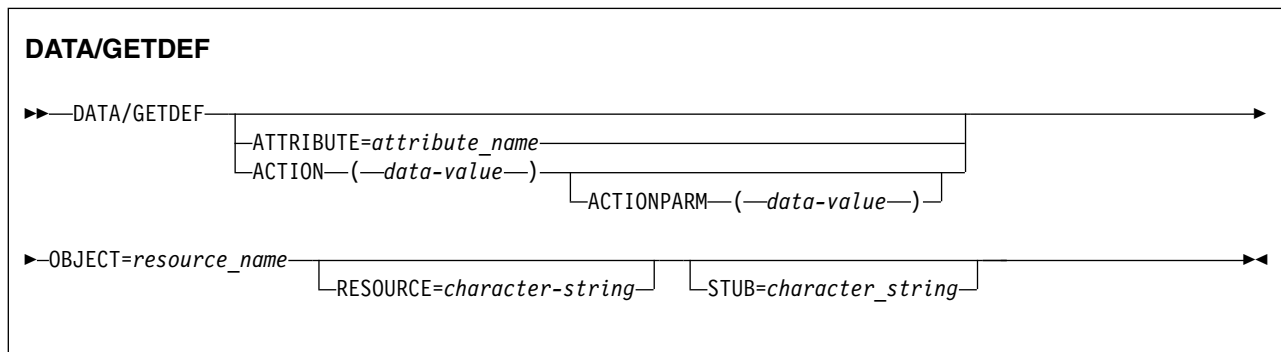 DATA/GETDEF
DATA/GETDEF
ATTRIBUTE=attribute_name
ACTION ( data-value )
ACTIONPARM ( data-value )
OBJECT=resource_name
RESOURCE=character-string STUB=character_string